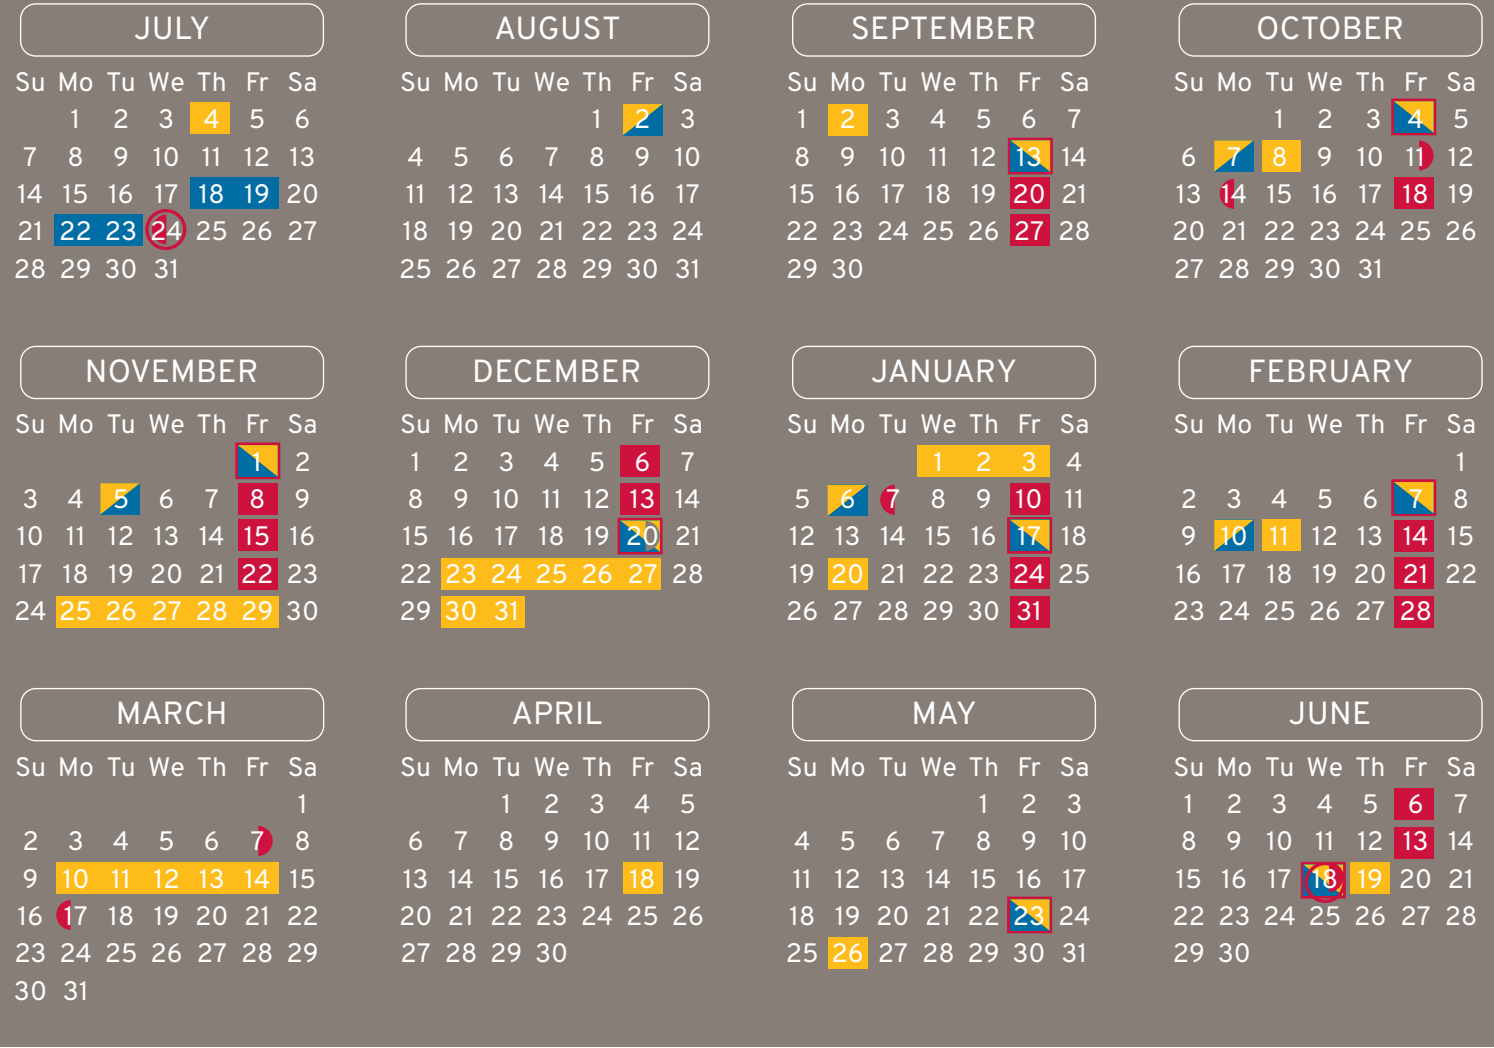 JULY
Su Mo Tu We Th Fr Sa
1 2 3 4 5 6
7 8 9 10 11 12 13
14 15 16 17 18 19 20
21 22 23 24 25 26 27
28 29 30 31
AUGUST
Su Mo Tu We Th Fr Sa
1 2 3
4 5 6 7 8 9 10
11 12 13 14 15 16 17
18 19 20 21 22 23 24
25 26 27 28 29 30 31
SEPTEMBER
Su Mo Tu We Th Fr Sa
1 2 3 4 5 6 7
8 9 10 11 12 13 14
15 16 17 18 19 20 21
22 23 24 25 26 27 28
29 30
OCTOBER
Su Mo Tu We Th Fr Sa
1 2 3 4 5
6 7 8 9 10 11 12
13 14 15 16 17 18 19
20 21 22 23 24 25 26
27 28 29 30 31
NOVEMBER
Su Mo Tu We Th Fr Sa
1 2
3 4 5 6 7 8 9
10 11 12 13 14 15 16
17 18 19 20 21 22 23
24 25 26 27 28 29 30
DECEMBER
Su Mo Tu We Th Fr Sa
1 2 3 4 5 6 7
8 9 10 11 12 13 14
15 16 17 18 19 20 21
22 23 24 25 26 27 28
29 30 31
JANUARY
Su Mo Tu We Th Fr Sa
1 2 3 4
5 6 7 8 9 10 11
12 13 14 15 16 17 18
19 20 21 22 23 24 25
26 27 28 29 30 31
FEBRUARY
Su Mo Tu We Th Fr Sa
1
2 3 4 5 6 7 8
9 10 11 12 13 14 15
16 17 18 19 20 21 22
23 24 25 26 27 28
MARCH
Su Mo Tu We Th Fr Sa
1
2 3 4 5 6 7 8
9 10 11 12 13 14 15
16 17 18 19 20 21 22
23 24 25 26 27 28 29
30 31
APRIL
Su Mo Tu We Th Fr Sa
1 2 3 4 5
6 7 8 9 10 11 12
13 14 15 16 17 18 19
20 21 22 23 24 25 26
27 28 29 30
MAY
Su Mo Tu We Th Fr Sa
1 2 3
4 5 6 7 8 9 10
11 12 13 14 15 16 17
18 19 20 21 22 23 24
25 26 27 28 29 30 31
JUNE
Su Mo Tu We Th Fr Sa
1 2 3 4 5 6 7
8 9 10 11 12 13 14
15 16 17 18 19 20 21
22 23 24 25 26 27 28
29 30